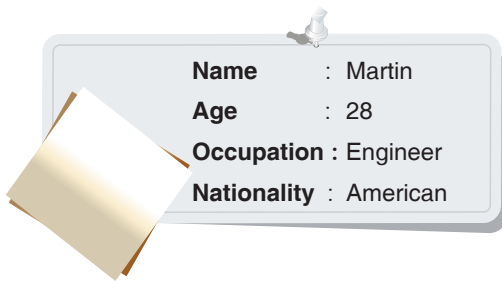 Name : Martin
Age : 28
Occupation : Engineer
Nationality : American